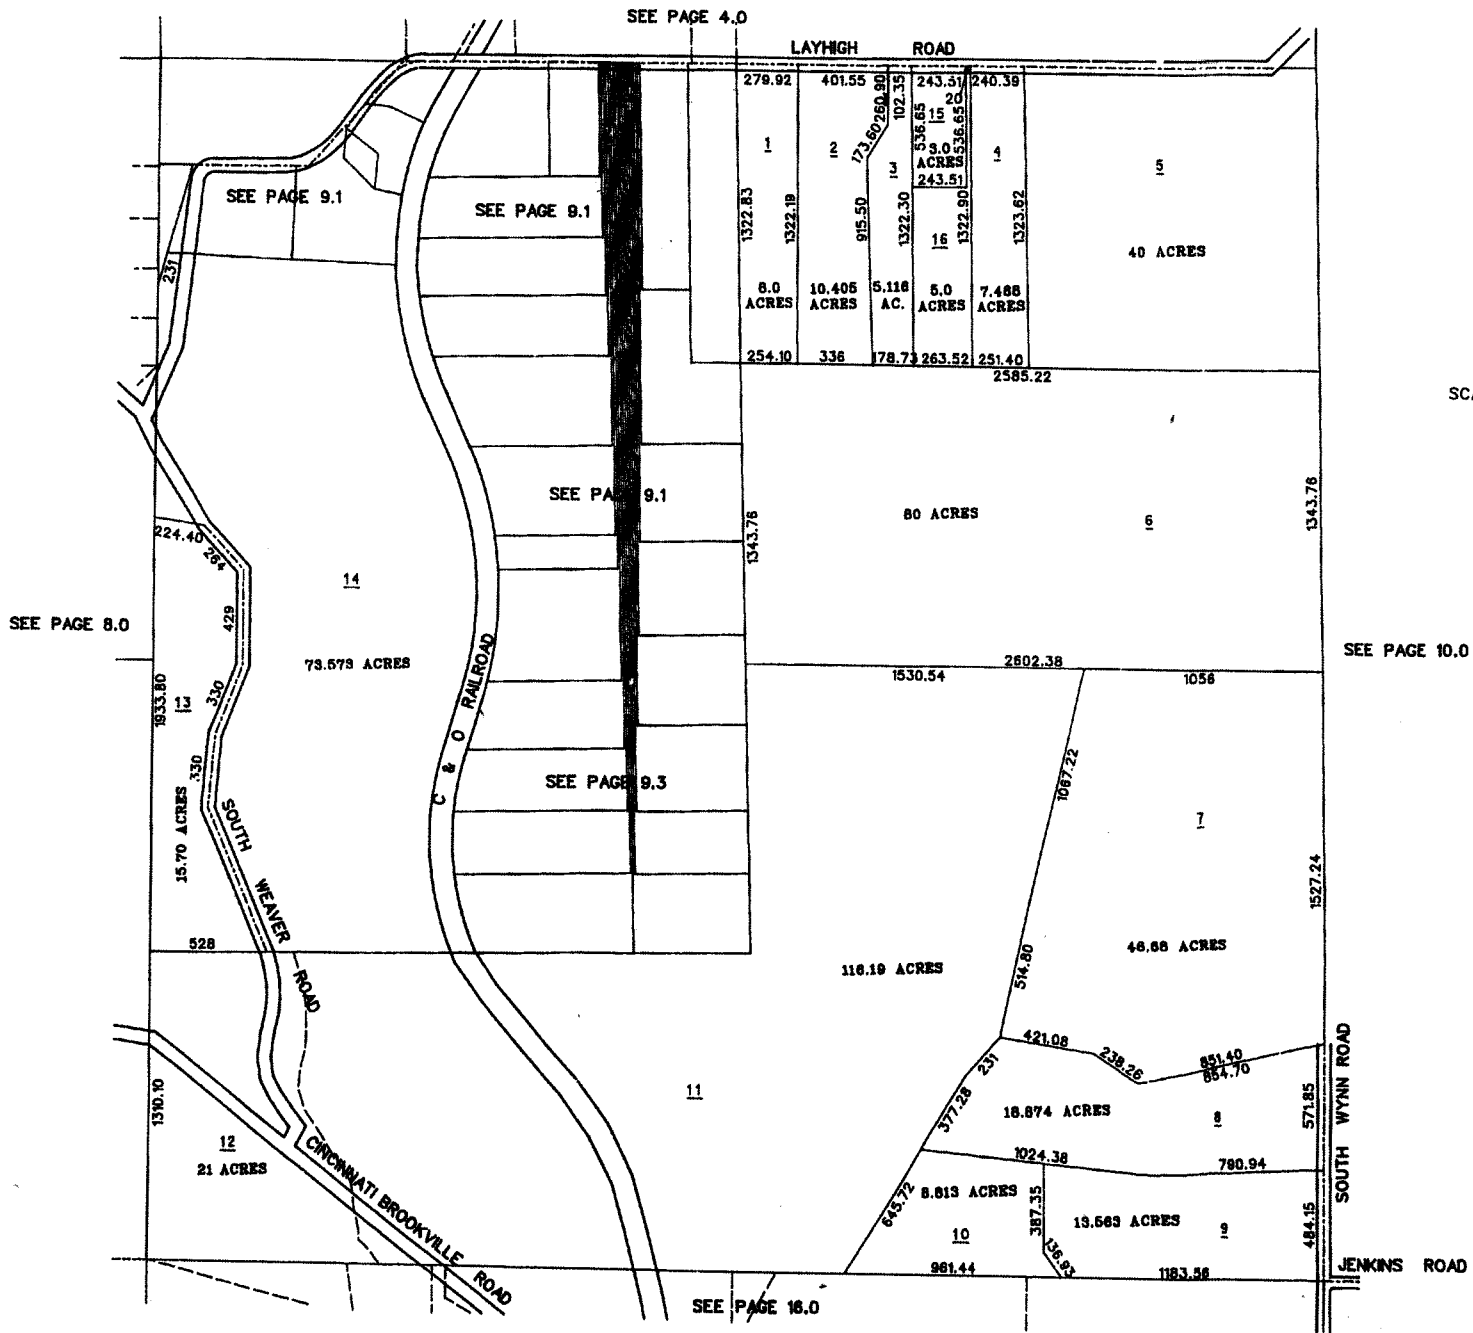 SEE PAGE 4.0
LAYHIGH ROAD
279.92
401.55
260.90
102.35
243.51
240.39
20
15
536.65
536.65
3.0
ACRES
243.51
173.60
1
2
3
4
5
SEE PAGE 9.1
SEE PAGE 9.1
231
1322.83
1322.19
915.50
1322.30
16
1322.90
1323.62
40 ACRES
8.0
ACRES
10.405
ACRES
5.116
AC.
5.0
ACRES
7.488
ACRES
254.10
336
178.73
263.52
251.40
2585.22
SCA
SEE PAGE 9.1
1343.76
80 ACRES
6
1343.76
224.40
264
429
14
SEE PAGE 8.0
73.573 ACRES
C & O RAILROAD
2602.38
1530.54
1056
SEE PAGE 10.0
1933.80
13
330
330
15.70 ACRES
SOUTH WEAVER ROAD
SEE PAGE 9.3
1067.22
7
1527.24
528
116.19 ACRES
514.80
46.66 ACRES
421.08
238.26
851.40
854.70
231
377.28
18.874 ACRES
8
571.85
SOUTH WYNN ROAD
11
1310.10
12
21 ACRES
CINCINNATI BROOKVILLE ROAD
1024.38
790.94
645.72
8.813 ACRES
387.35
13.563 ACRES
9
484.15
10
136.93
961.44
1183.56
JENKINS ROAD
SEE PAGE 16.0